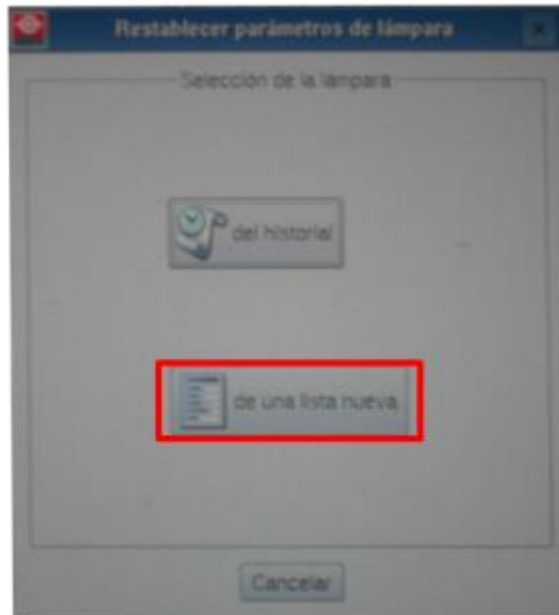 Restablecer parámetros de lámpara
Selección de la lámpara
del historial
de una lista nueva
Cancelar